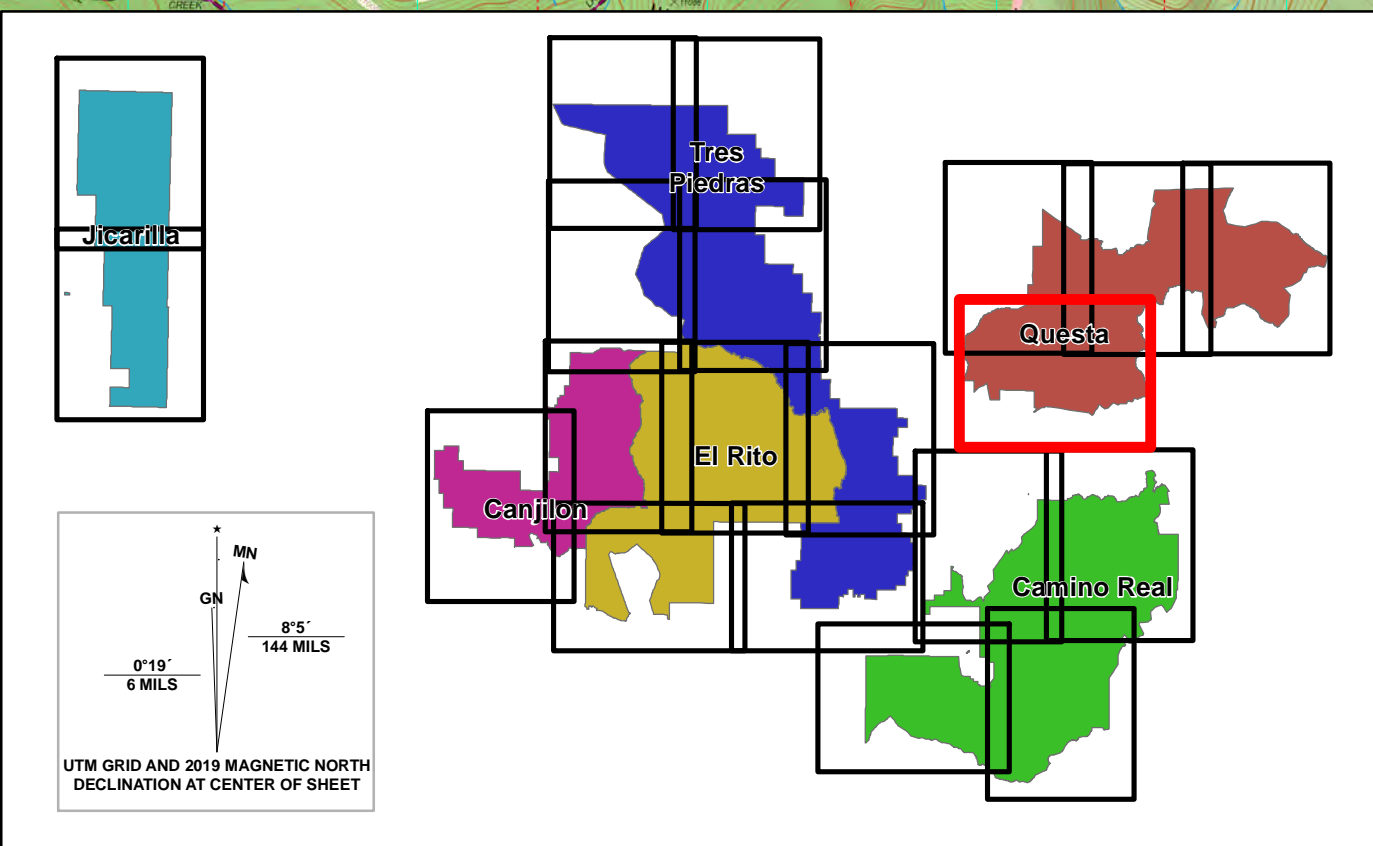 CREEK
Jicarilla
Tres
Piedras
Questa
El Rito
Canjilon
Camino Real
MN
GN
8°5´
144 MILS
0°19´
6 MILS
UTM GRID AND 2019 MAGNETIC NORTH
DECLINATION AT CENTER OF SHEET